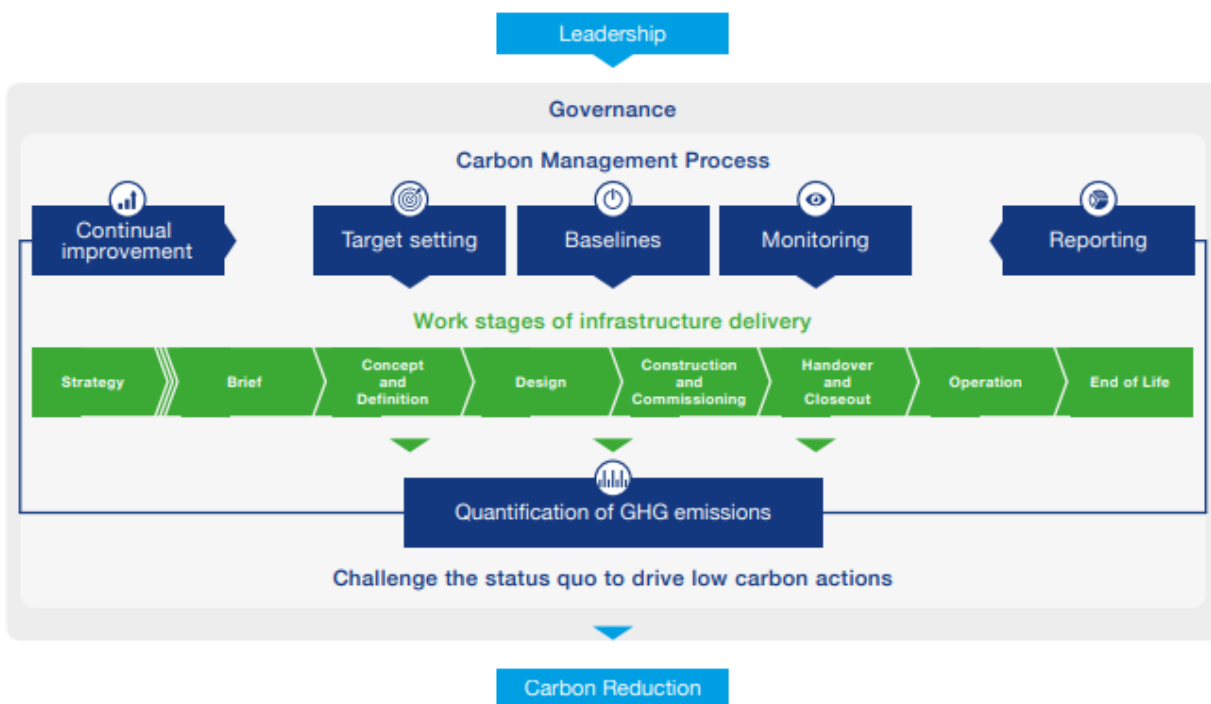 Leadership
Governance
Carbon Management Process
Continual
improvement
Target setting
Baselines
Monitoring
Reporting
Work stages of infrastructure delivery
Strategy
Brief
Concept
and
Definition
Design
Construction
and
Commissioning
Handover
and
Closeout
Operation
End of Life
Quantification of GHG emissions
Challenge the status quo to drive low carbon actions
Carbon Reduction